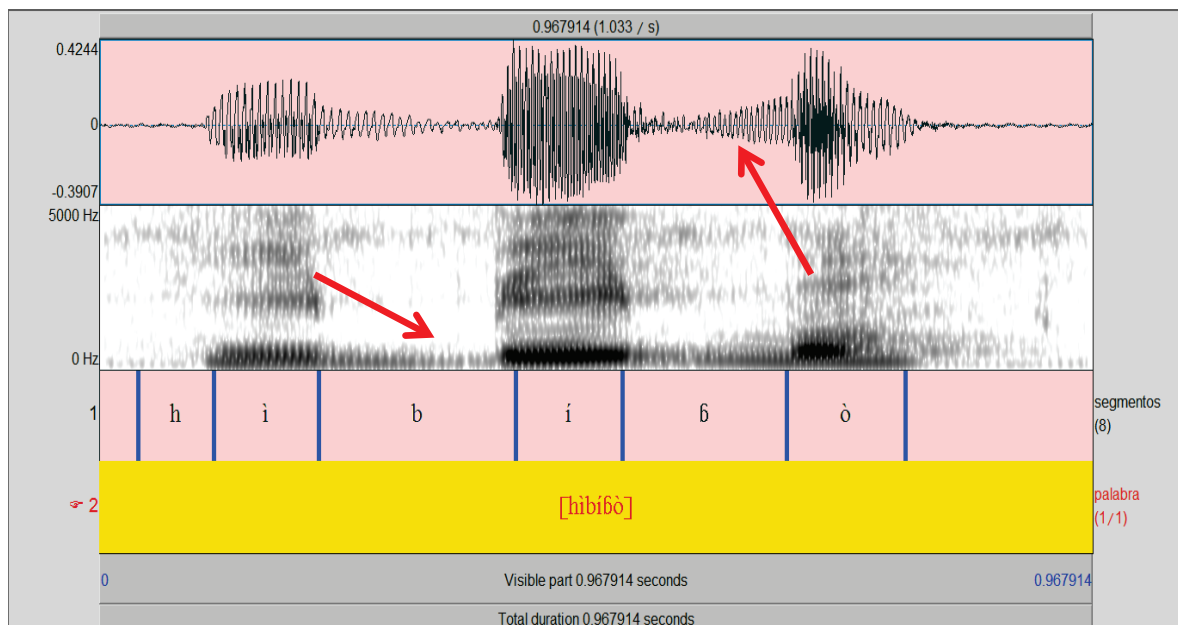 0.967914 (1.033 / s)
0.4244
0
-0.3907
5000 Hz
0 Hz
1 h ì b í ɓ ò segmentos
(8)
☞ 2 [hìbíɓò] palabra
(1/1)
0 Visible part 0.967914 seconds 0.967914
Total duration 0.967914 seconds